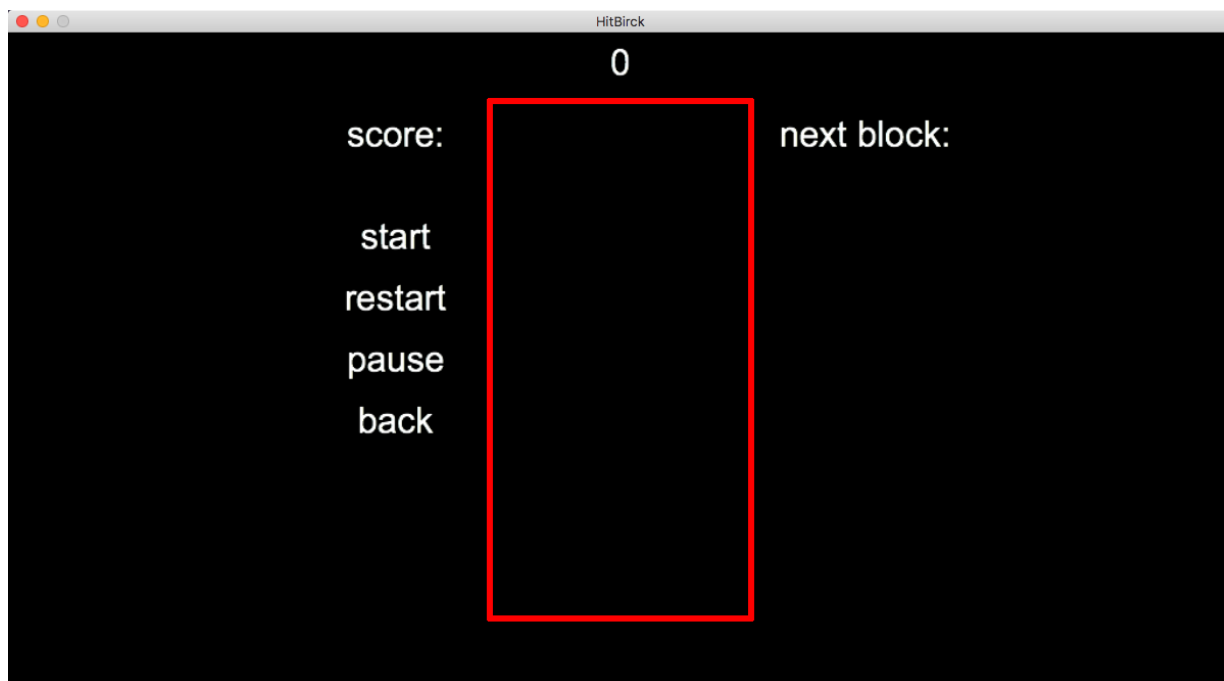 HitBirck
0
score:
next block:
start
restart
pause
back